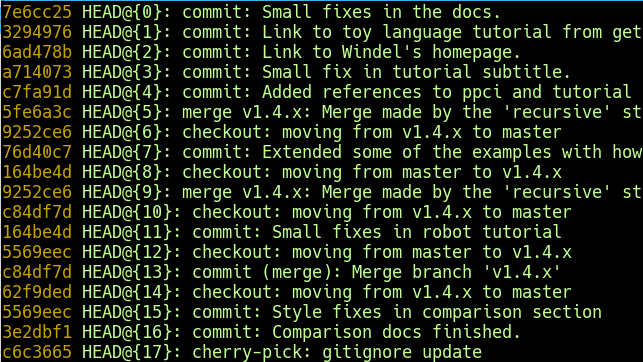 7e6cc25 HEAD@{0}: commit: Small fixes in the docs.
3294976 HEAD@{1}: commit: Link to toy language tutorial from get
6ad478b HEAD@{2}: commit: Link to Windel's homepage.
a714073 HEAD@{3}: commit: Small fix in tutorial subtitle.
c7fa91d HEAD@{4}: commit: Added references to ppci and tutorial
5fe6a3c HEAD@{5}: merge v1.4.x: Merge made by the 'recursive' st
9252ce6 HEAD@{6}: checkout: moving from v1.4.x to master
76d40c7 HEAD@{7}: commit: Extended some of the examples with how
164be4d HEAD@{8}: checkout: moving from master to v1.4.x
9252ce6 HEAD@{9}: merge v1.4.x: Merge made by the 'recursive' st
c84df7d HEAD@{10}: checkout: moving from v1.4.x to master
164be4d HEAD@{11}: commit: Small fixes in robot tutorial
5569eec HEAD@{12}: checkout: moving from master to v1.4.x
c84df7d HEAD@{13}: commit (merge): Merge branch 'v1.4.x'
62f9ded HEAD@{14}: checkout: moving from v1.4.x to master
5569eec HEAD@{15}: commit: Style fixes in comparison section
3e2dbf1 HEAD@{16}: commit: Comparison docs finished.
c6c3665 HEAD@{17}: cherry-pick: gitignore update